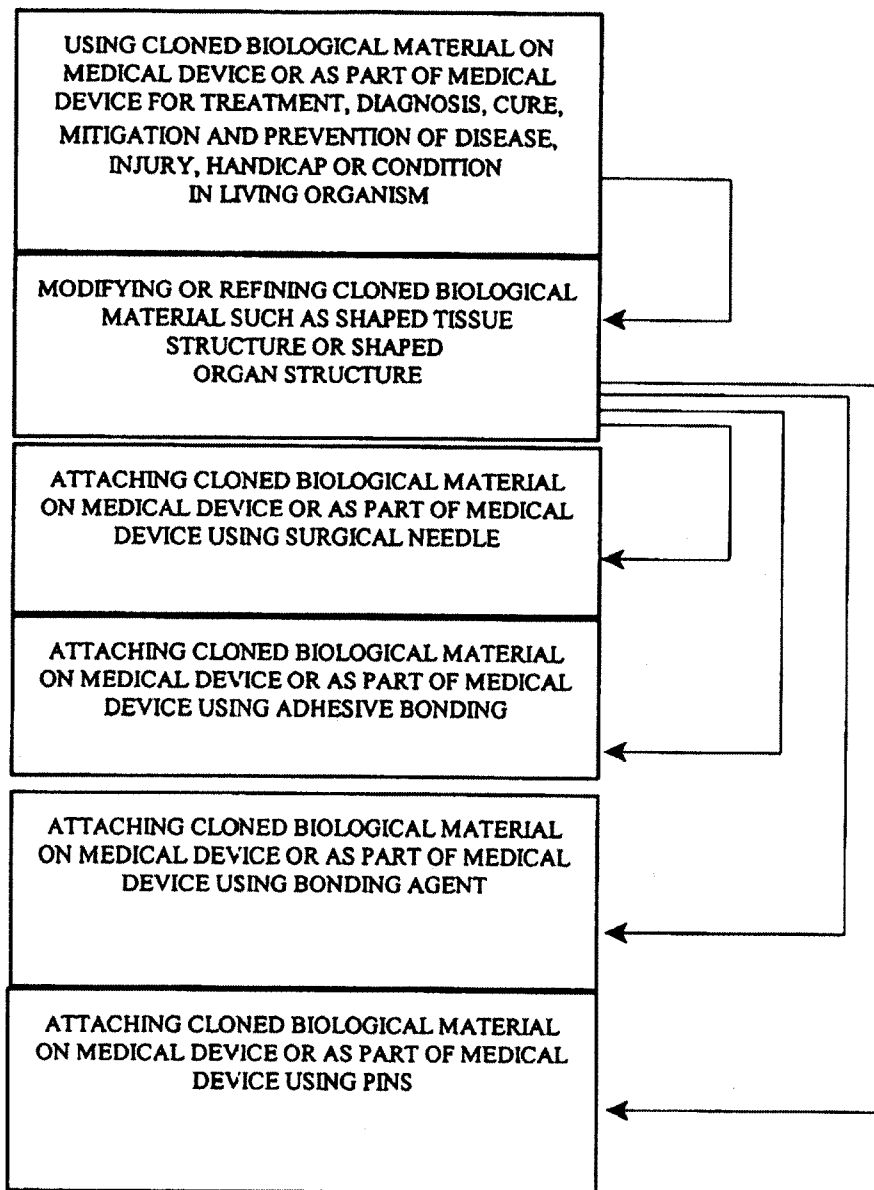 USING CLONED BIOLOGICAL MATERIAL ON
MEDICAL DEVICE OR AS PART OF MEDICAL
DEVICE FOR TREATMENT, DIAGNOSIS, CURE,
MITIGATION AND PREVENTION OF DISEASE,
INJURY, HANDICAP OR CONDITION
IN LIVING ORGANISM
MODIFYING OR REFINING CLONED BIOLOGICAL
MATERIAL SUCH AS SHAPED TISSUE
STRUCTURE OR SHAPED
ORGAN STRUCTURE
ATTACHING CLONED BIOLOGICAL MATERIAL
ON MEDICAL DEVICE OR AS PART OF MEDICAL
DEVICE USING SURGICAL NEEDLE
ATTACHING CLONED BIOLOGICAL MATERIAL
ON MEDICAL DEVICE OR AS PART OF MEDICAL
DEVICE USING ADHESIVE BONDING
ATTACHING CLONED BIOLOGICAL MATERIAL
ON MEDICAL DEVICE OR AS PART OF MEDICAL
DEVICE USING BONDING AGENT
ATTACHING CLONED BIOLOGICAL MATERIAL
ON MEDICAL DEVICE OR AS PART OF MEDICAL
DEVICE USING PINS